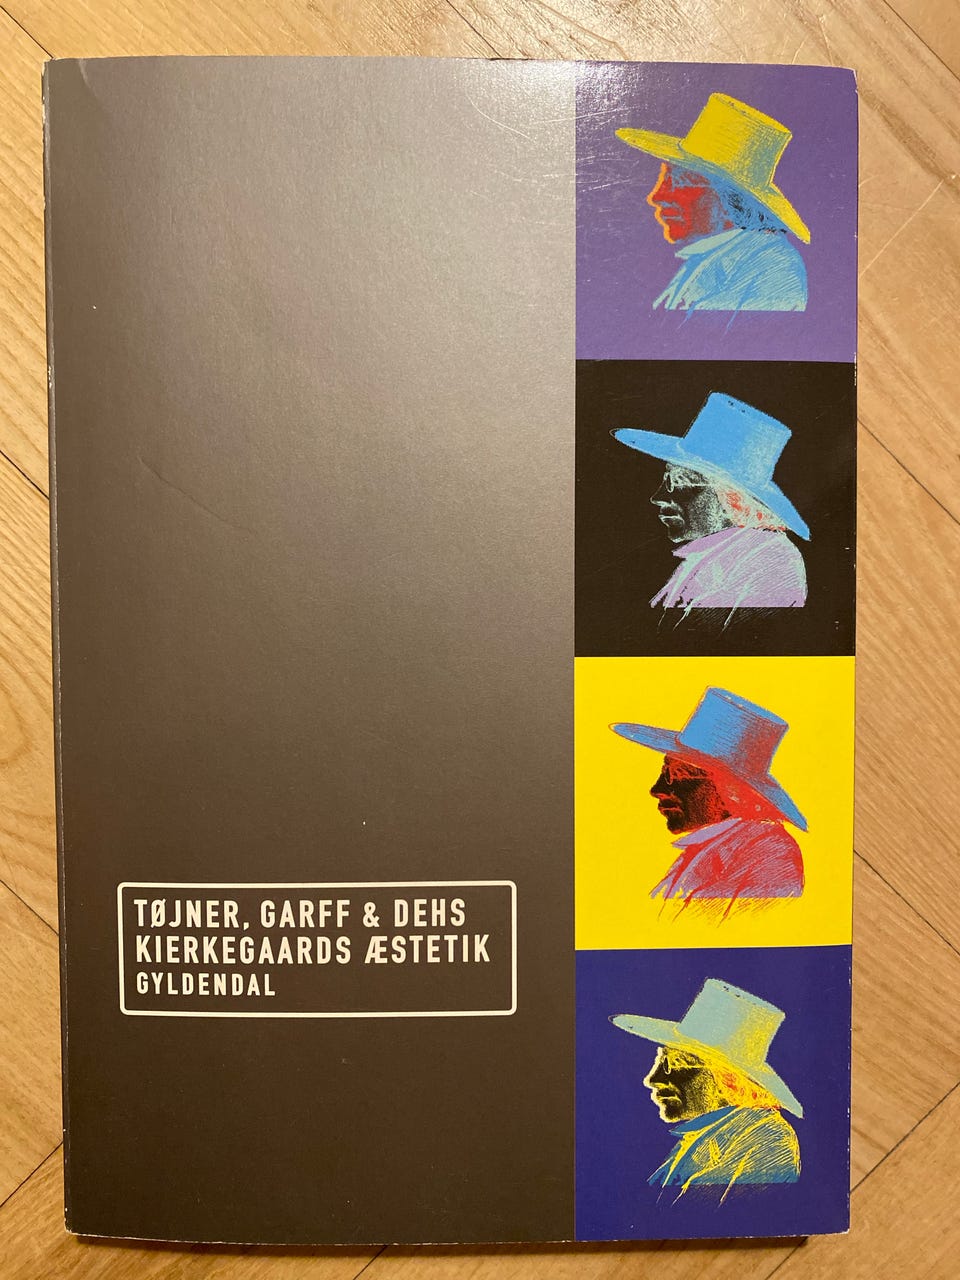 TØJNER, GARFF & DEHS
KIERKEGAARDS ÆSTETIK
GYLDENDAL